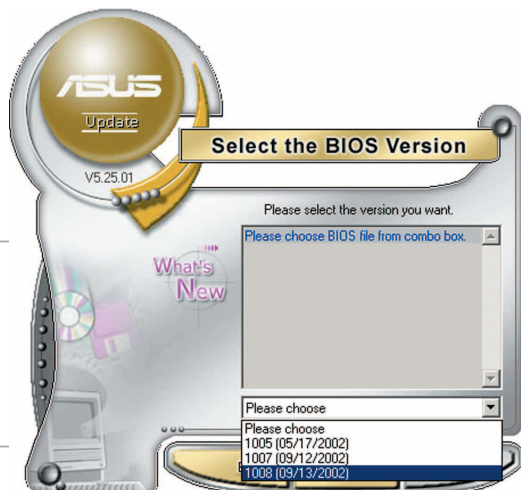 ASUS
Update
V5.25.01
Select the BIOS Version
Please select the version you want.
Please choose BIOS file from combo box.
What's
New
Please choose
Please choose
1005 (05/17/2002)
1007 (09/12/2002)
1008 (09/13/2002)